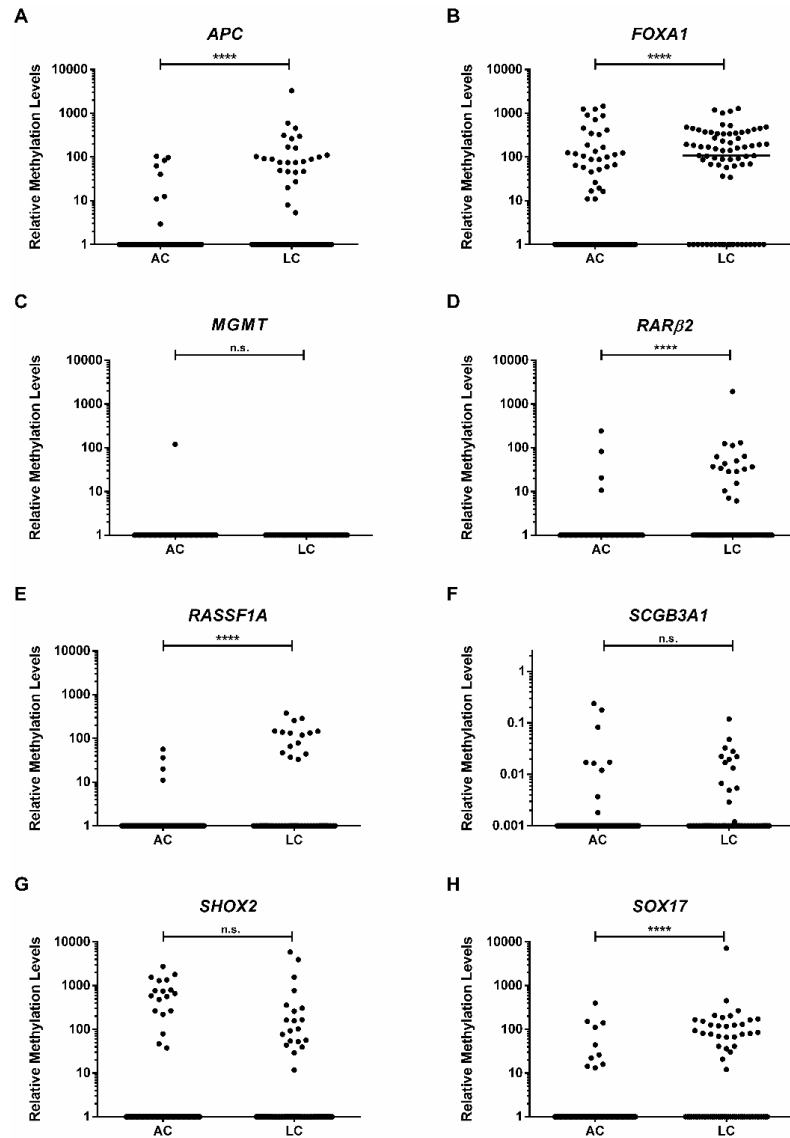 A
APC
****
Relative Methylation Levels
10000
1000
100
10
1
AC
LC
B
FOXA1
****
Relative Methylation Levels
10000
1000
100
10
1
AC
LC
C
MGMT
n.s.
Relative Methylation Levels
10000
1000
100
10
1
AC
LC
D
RARβ2
****
Relative Methylation Levels
10000
1000
100
10
1
AC
LC
E
RASSF1A
****
Relative Methylation Levels
10000
1000
100
10
1
AC
LC
F
SCGB3A1
n.s.
Relative Methylation Levels
1
0.1
0.01
0.001
AC
LC
G
SHOX2
n.s.
Relative Methylation Levels
10000
1000
100
10
1
AC
LC
H
SOX17
****
Relative Methylation Levels
10000
1000
100
10
1
AC
LC